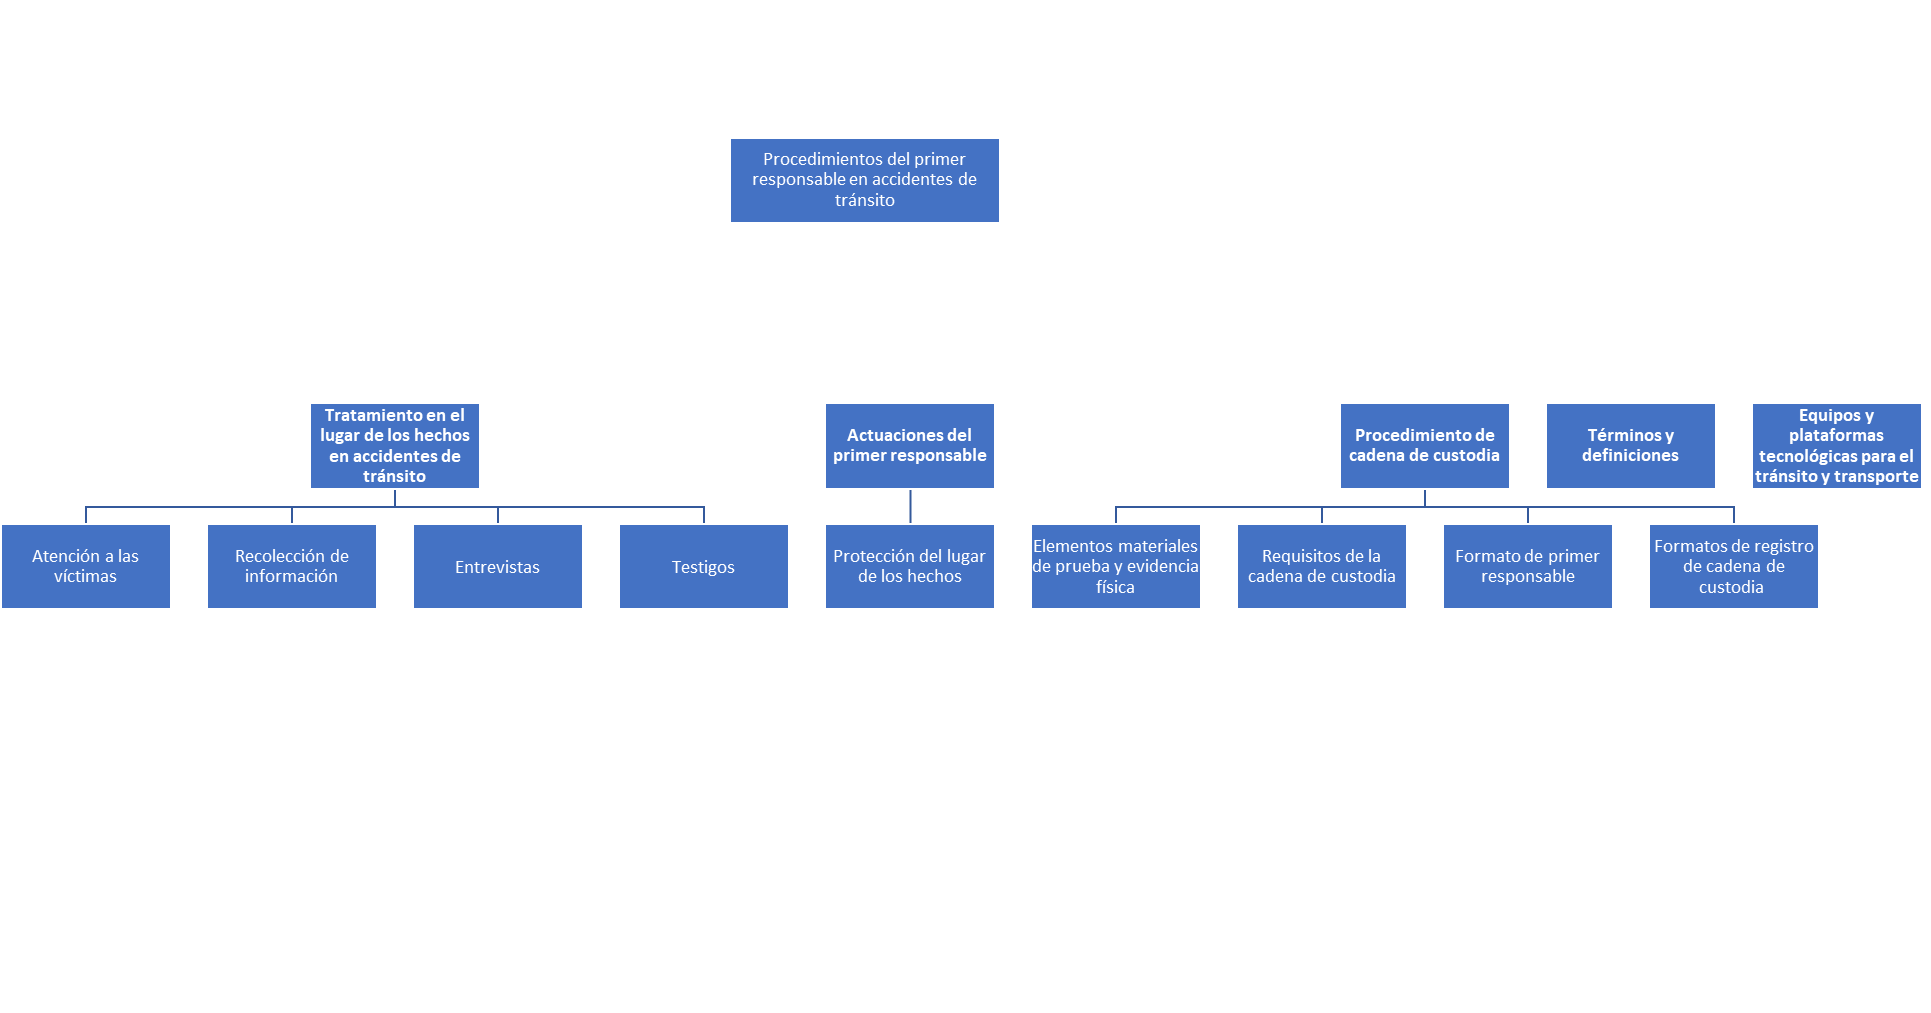 Procedimientos del primer
responsable en accidentes de
tránsito
Tratamiento en el
lugar de los hechos
en accidentes de
tránsito
Actuaciones del
primer responsable
Procedimiento de
cadena de custodia
Términos y
definiciones
Equipos y
plataformas
tecnológicas para el
tránsito y transporte
Atención a las
víctimas
Recolección de
información
Entrevistas
Testigos
Protección del lugar
de los hechos
Elementos materiales
de prueba y evidencia
física
Requisitos de la
cadena de custodia
Formato de primer
responsable
Formatos de registro
de cadena de
custodia